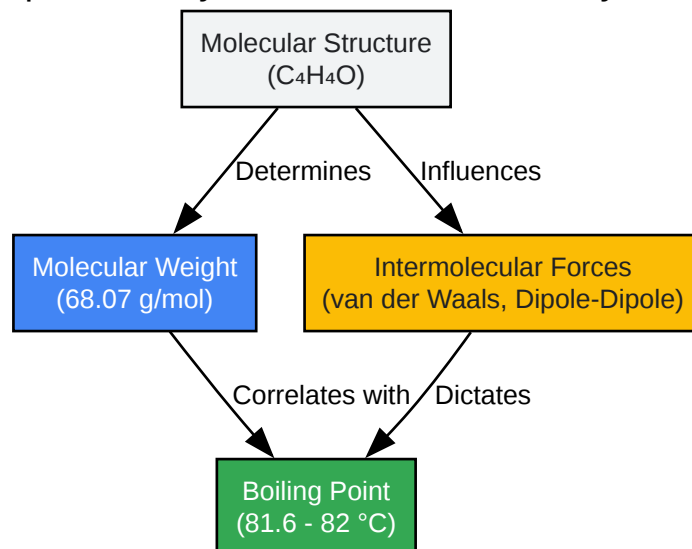 Molecular Structure
(C₄H₄O)
Determines
Influences
Molecular Weight
(68.07 g/mol)
Intermolecular Forces
(van der Waals, Dipole-Dipole)
Correlates with
Dictates
Boiling Point
(81.6 - 82 °C)